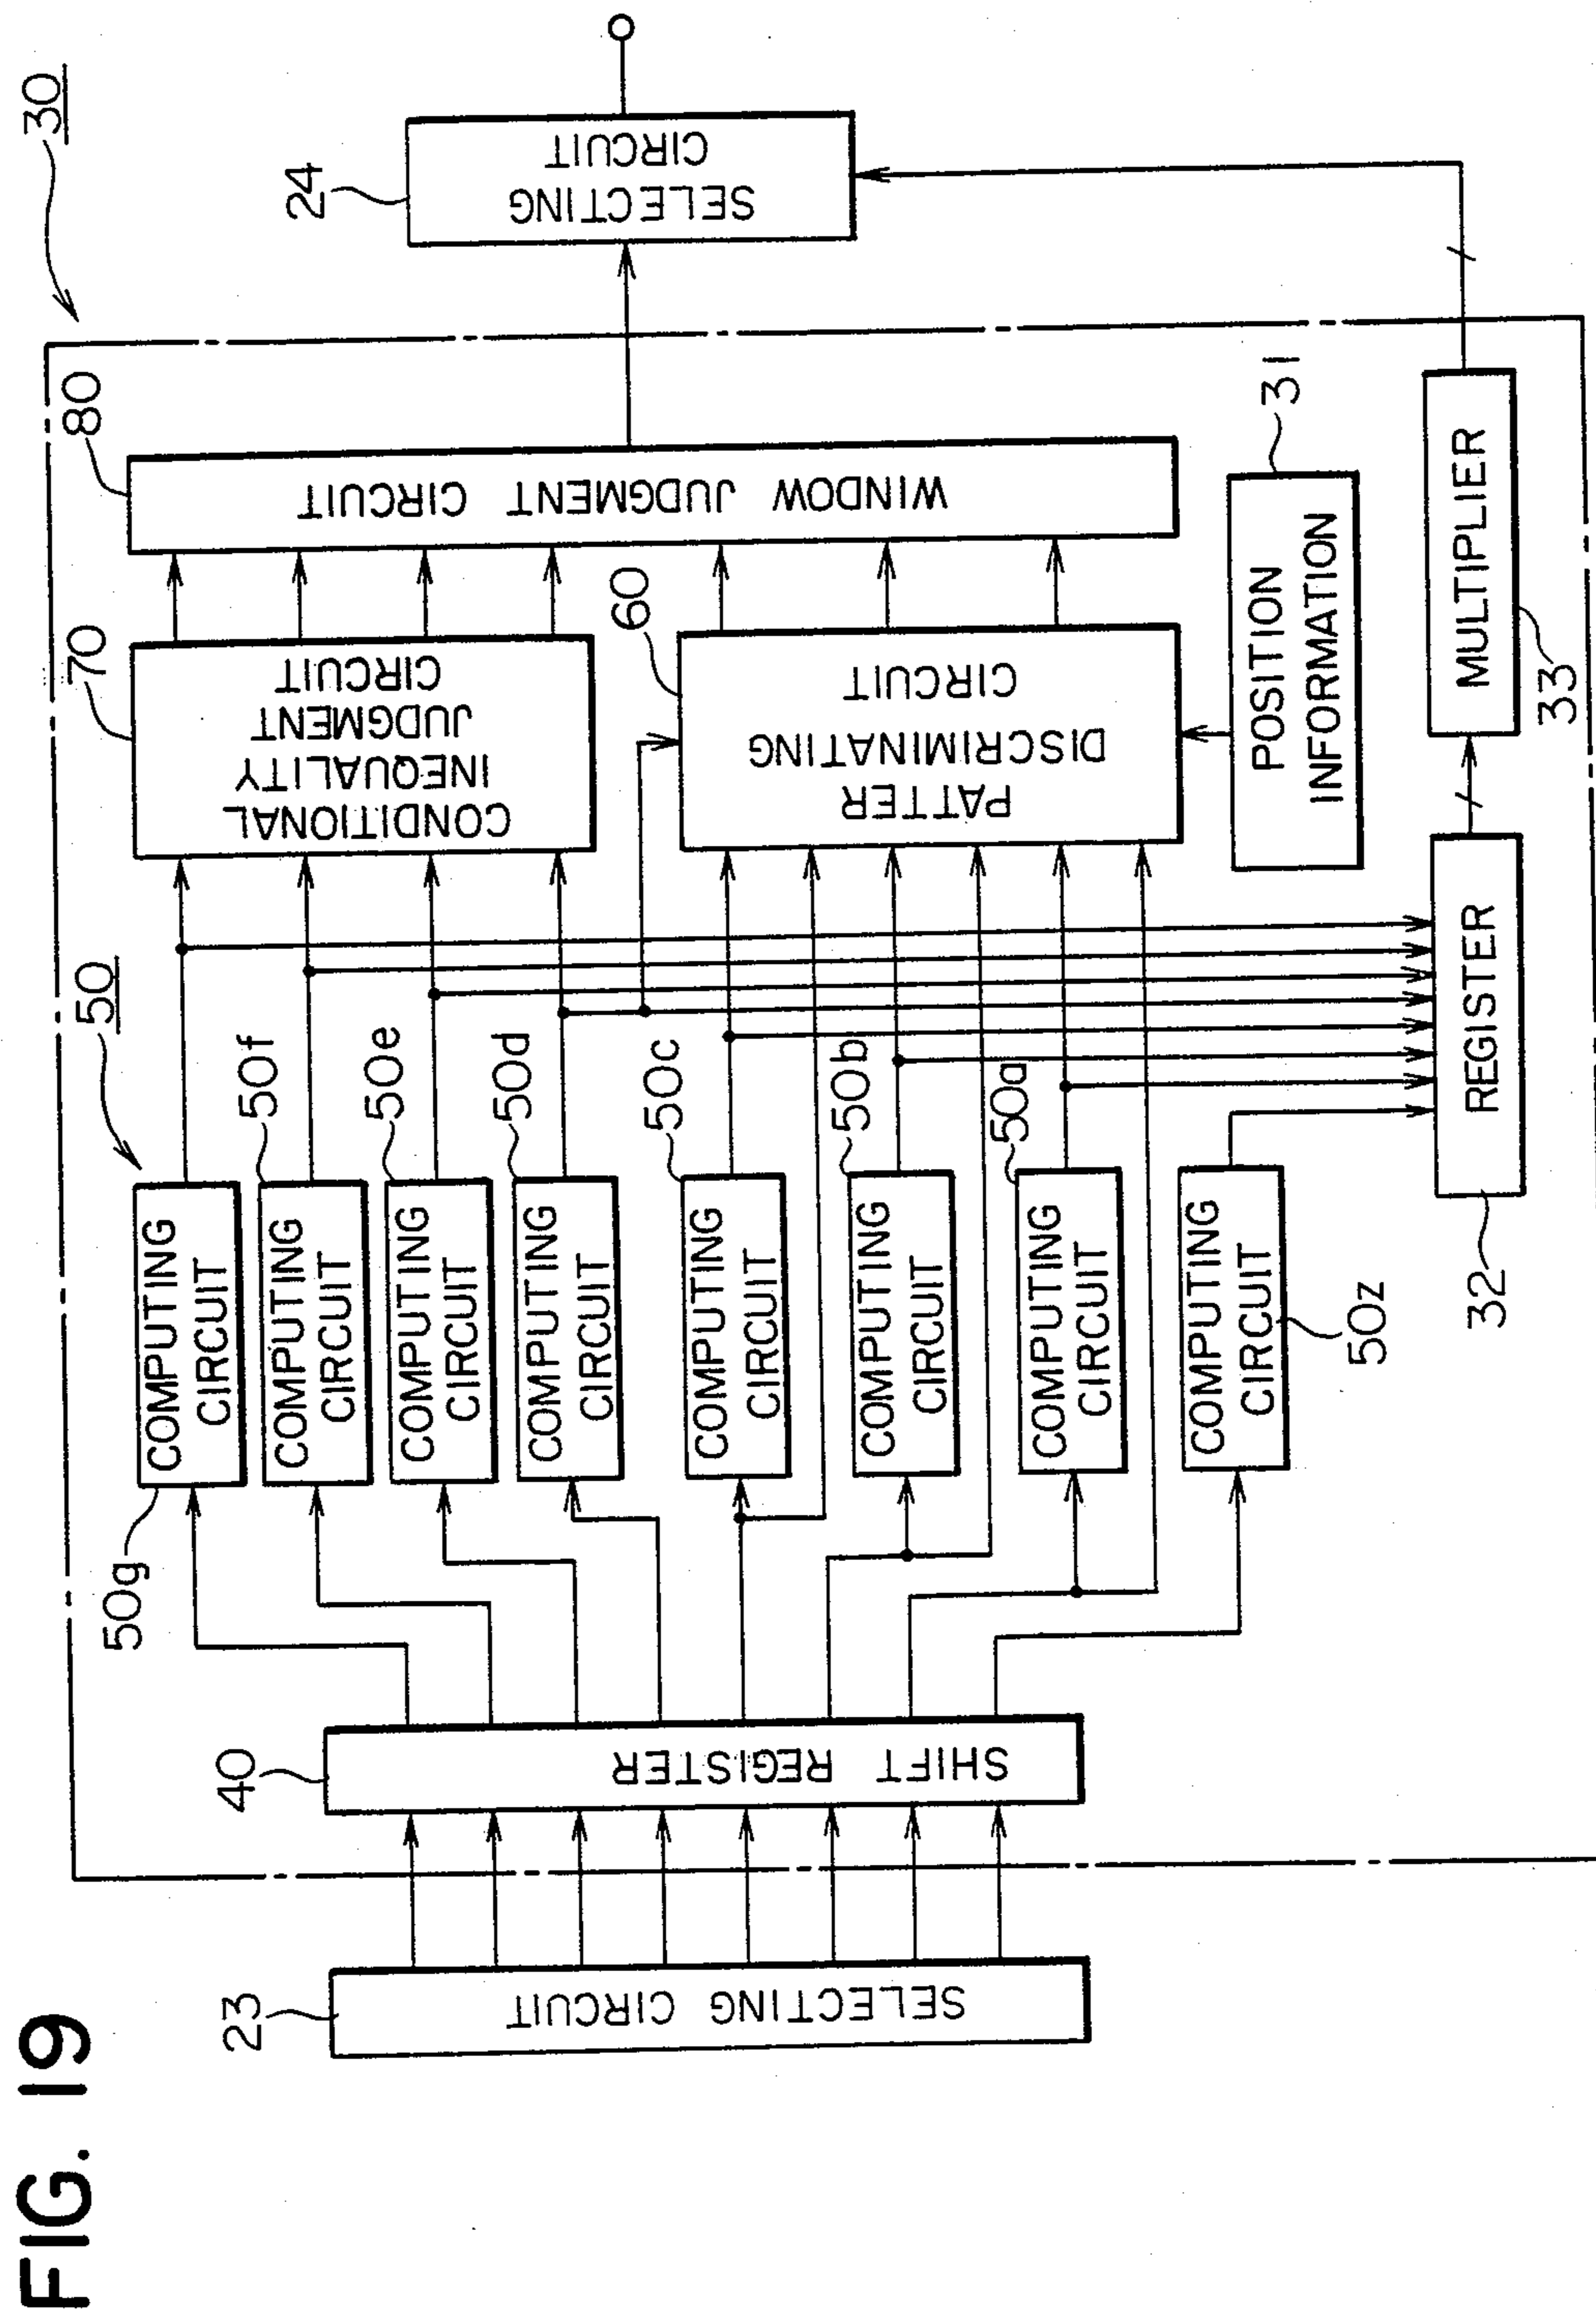 FIG. 19
30
23
SELECTING CIRCUIT
40
SHIFT REGISTER
50
50g
COMPUTING
CIRCUIT
50f
COMPUTING
CIRCUIT
50e
COMPUTING
CIRCUIT
50d
COMPUTING
CIRCUIT
50c
COMPUTING
CIRCUIT
50b
COMPUTING
CIRCUIT
50a
COMPUTING
CIRCUIT
50z
COMPUTING
CIRCUIT
70
CONDITIONAL
INEQUALITY
JUDGMENT
CIRCUIT
60
PATTER
DISCRIMINATING
CIRCUIT
80
WINDOW JUDGMENT CIRCUIT
31
POSITION
INFORMATION
32
REGISTER
33
MULTIPLIER
24
SELECTING
CIRCUIT